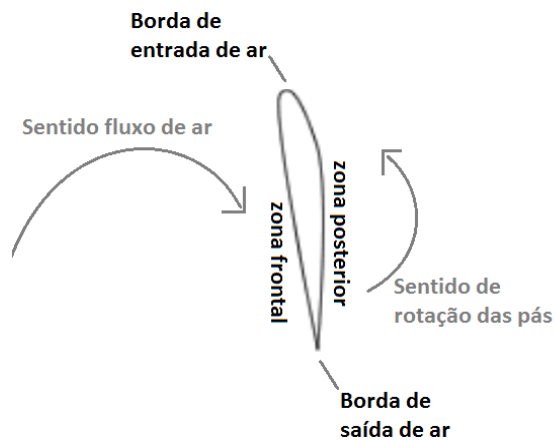 Borda de
entrada de ar
Sentido fluxo de ar
zona frontal
zona posterior
Sentido de
rotação das pás
Borda de
saída de ar